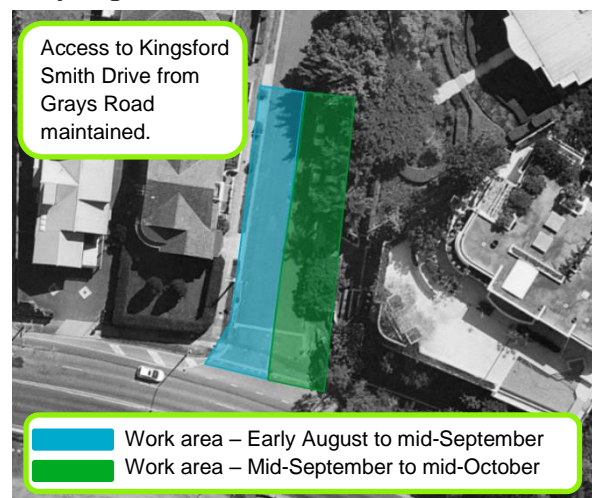 Access to Kingsford
Smith Drive from
Grays Road
maintained.
Work area – Early August to mid-September
Work area – Mid-September to mid-October